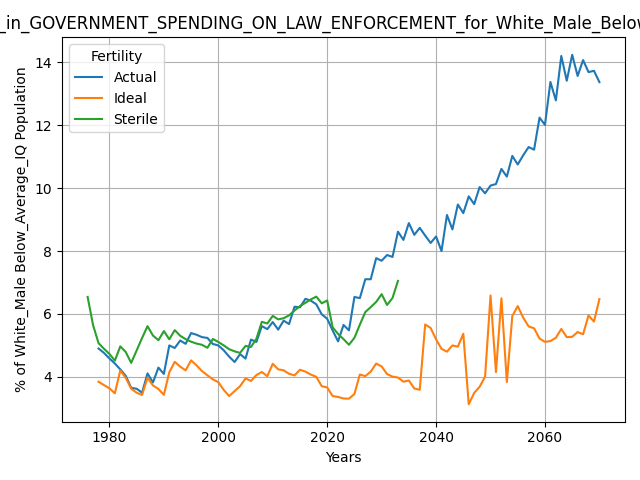 _in_GOVERNMENT_SPENDING_ON_LAW_ENFORCEMENT_for_White_Male_Below
Fertility
Actual
Ideal
Sterile
% of White_Male Below_Average_IQ Population
14
12
10
8
6
4
1980 2000 2020 2040 2060
Years